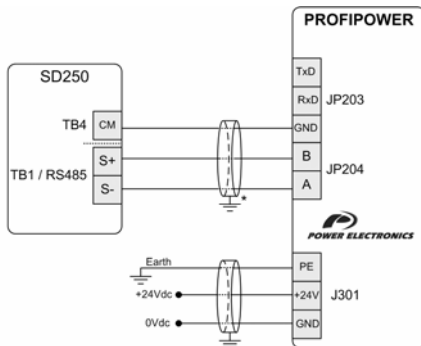 PROFIPOWER
SD250
TxD
RxD JP203
TB4 CM
GND
S+
B
TB1 / RS485
JP204
S-
A
*
POWER ELECTRONICS
Earth
PE
+24Vdc
+24V J301
0Vdc
GND